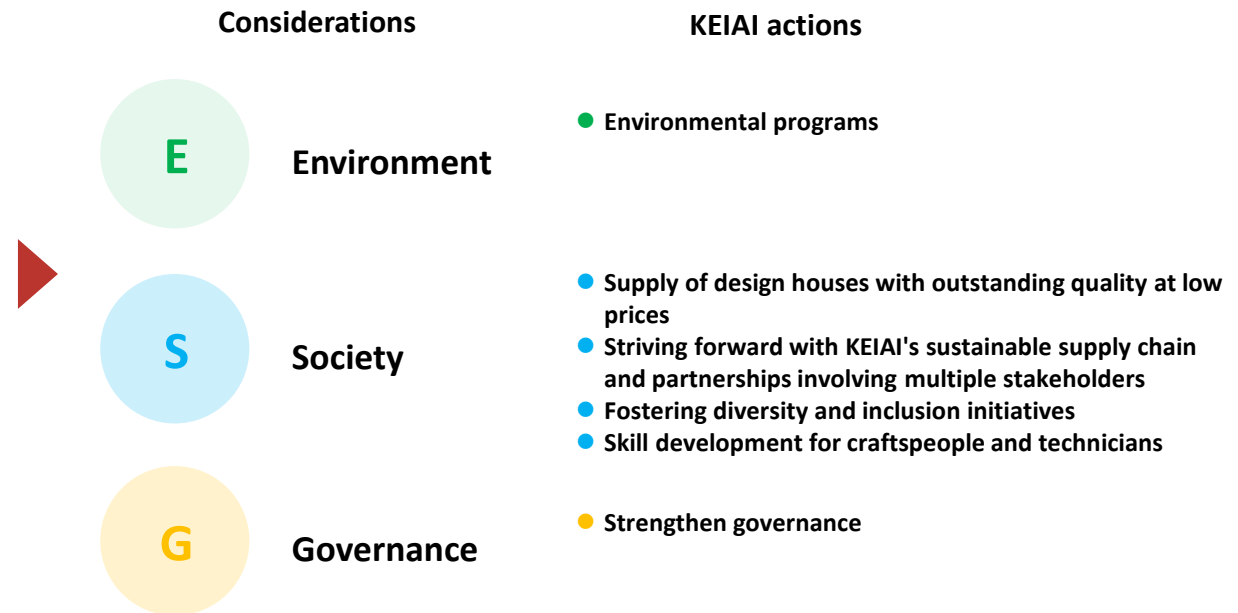 Considerations
KEIAI actions
E
Environment
● Environmental programs
S
Society
● Supply of design houses with outstanding quality at low
prices
● Striving forward with KEIAI's sustainable supply chain
and partnerships involving multiple stakeholders
● Fostering diversity and inclusion initiatives
● Skill development for craftspeople and technicians
G
Governance
● Strengthen governance